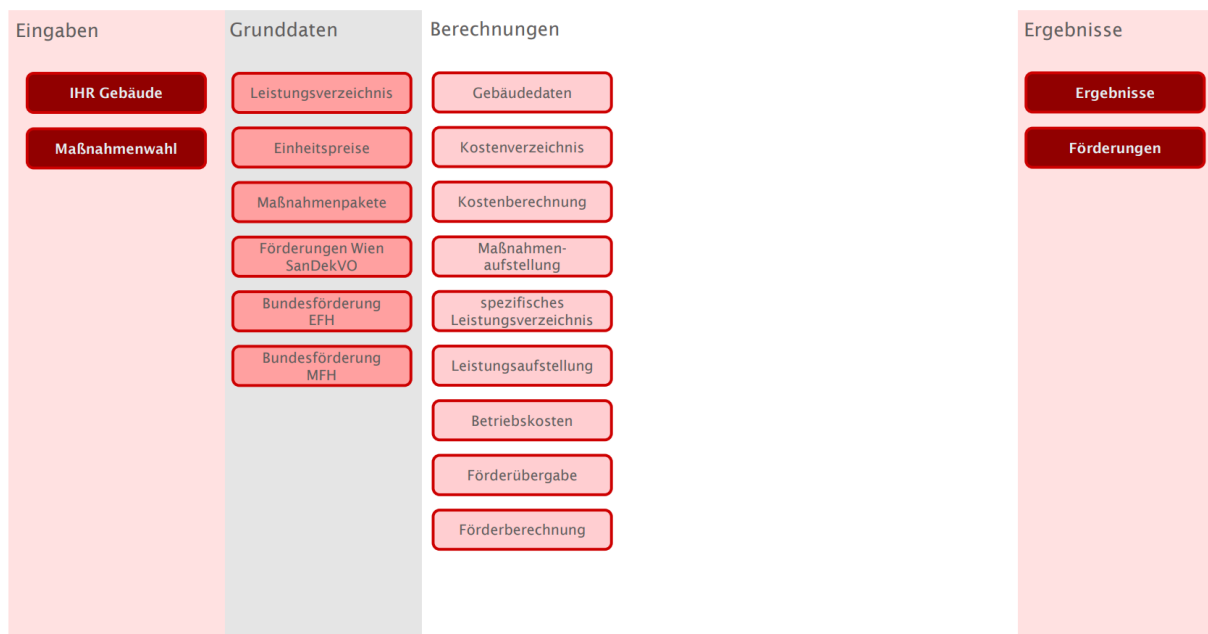 Eingaben
IHR Gebäude
Maßnahmenwahl
Grunddaten
Leistungsverzeichnis
Einheitspreise
Maßnahmenpakete
Förderungen Wien
SanDekVO
Bundesförderung
EFH
Bundesförderung
MFH
Berechnungen
Gebäudedaten
Kostenverzeichnis
Kostenberechnung
Maßnahmen-
aufstellung
spezifisches
Leistungsverzeichnis
Leistungsaufstellung
Betriebskosten
Förderübergabe
Förderberechnung
Ergebnisse
Ergebnisse
Förderungen